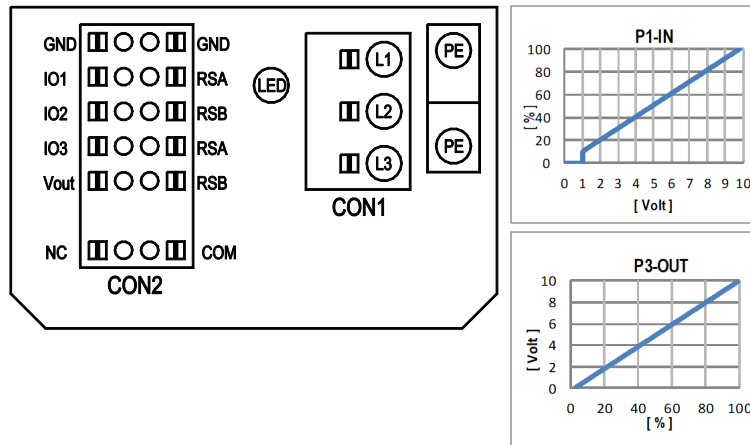 GND GND
IO1 RSA
IO2 RSB
IO3 RSA
Vout RSB
NC COM
CON2
LED
L1
L2
L3
CON1
PE
PE
P1-IN
100
80
60
40
20
0
[ % ]
0 1 2 3 4 5 6 7 8 9 10
[ Volt ]
P3-OUT
10
8
6
4
2
0
[ Volt ]
0 20 40 60 80 100
[ % ]